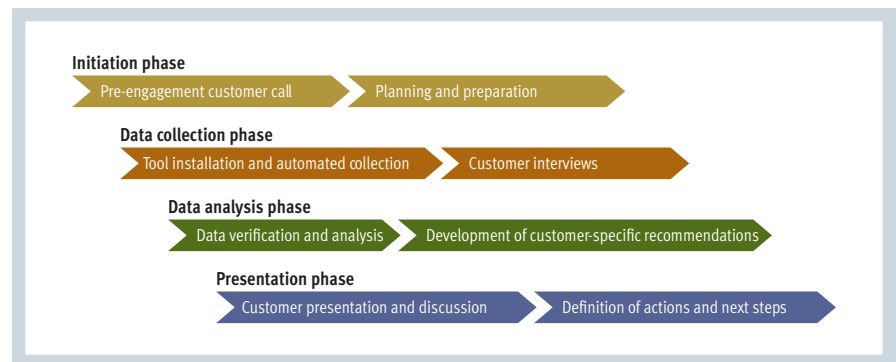 Initiation phase
Pre-engagement customer call
Planning and preparation
Data collection phase
Tool installation and automated collection
Customer interviews
Data analysis phase
Data verification and analysis
Development of customer-specific recommendations
Presentation phase
Customer presentation and discussion
Definition of actions and next steps